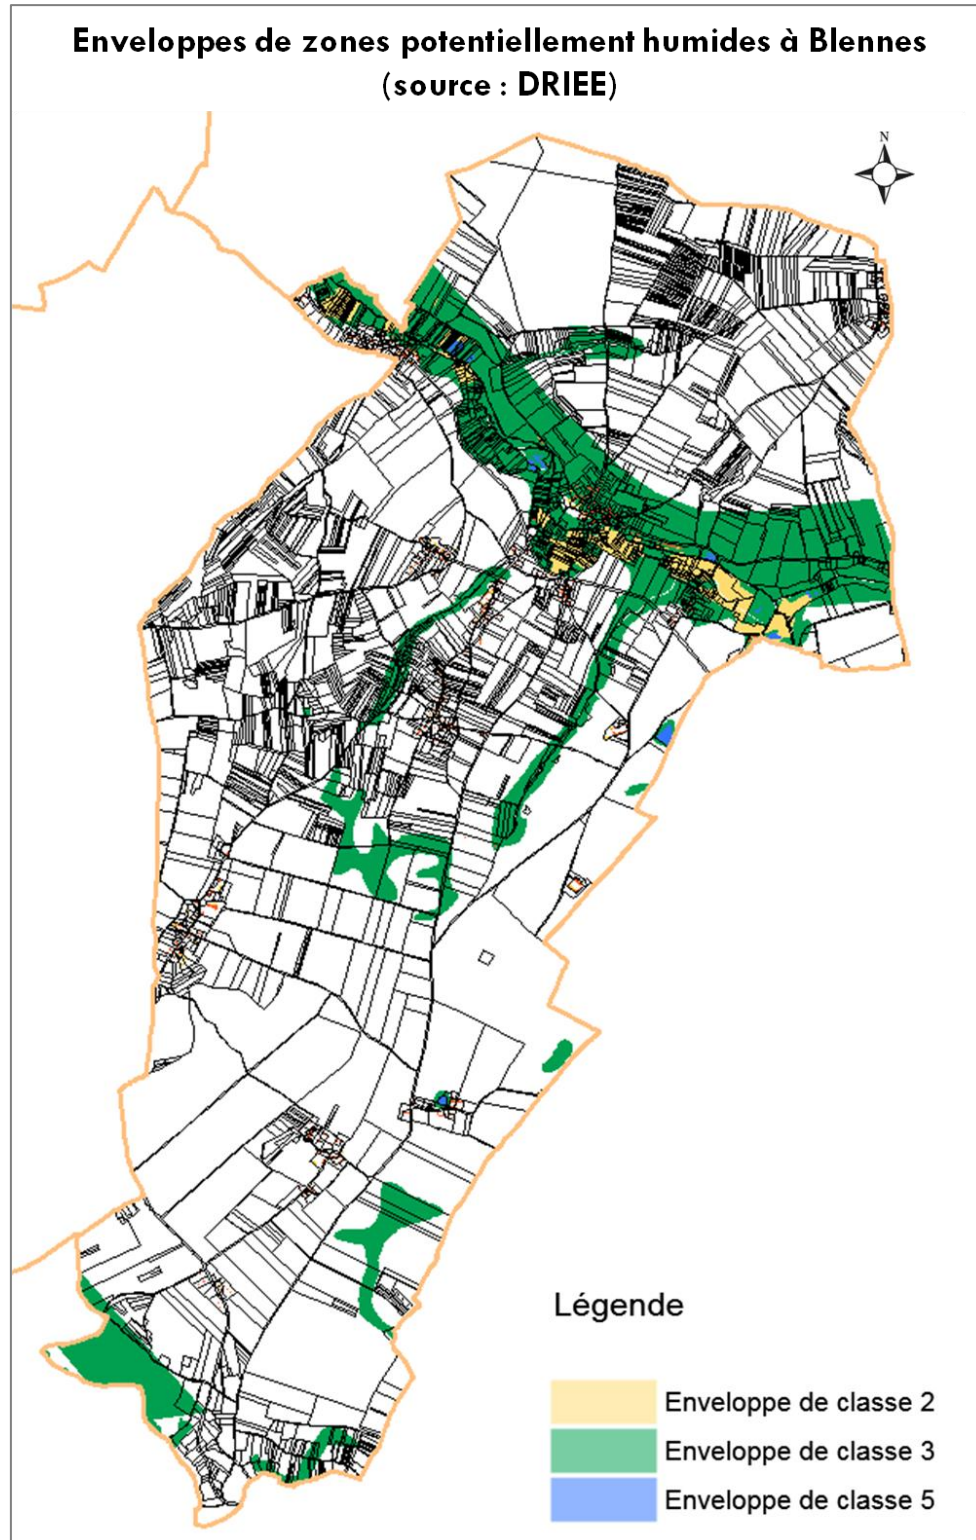 Enveloppes de zones potentiellement humides à Blennes
(source : DRIEE)
N
Légende
Enveloppe de classe 2
Enveloppe de classe 3
Enveloppe de classe 5